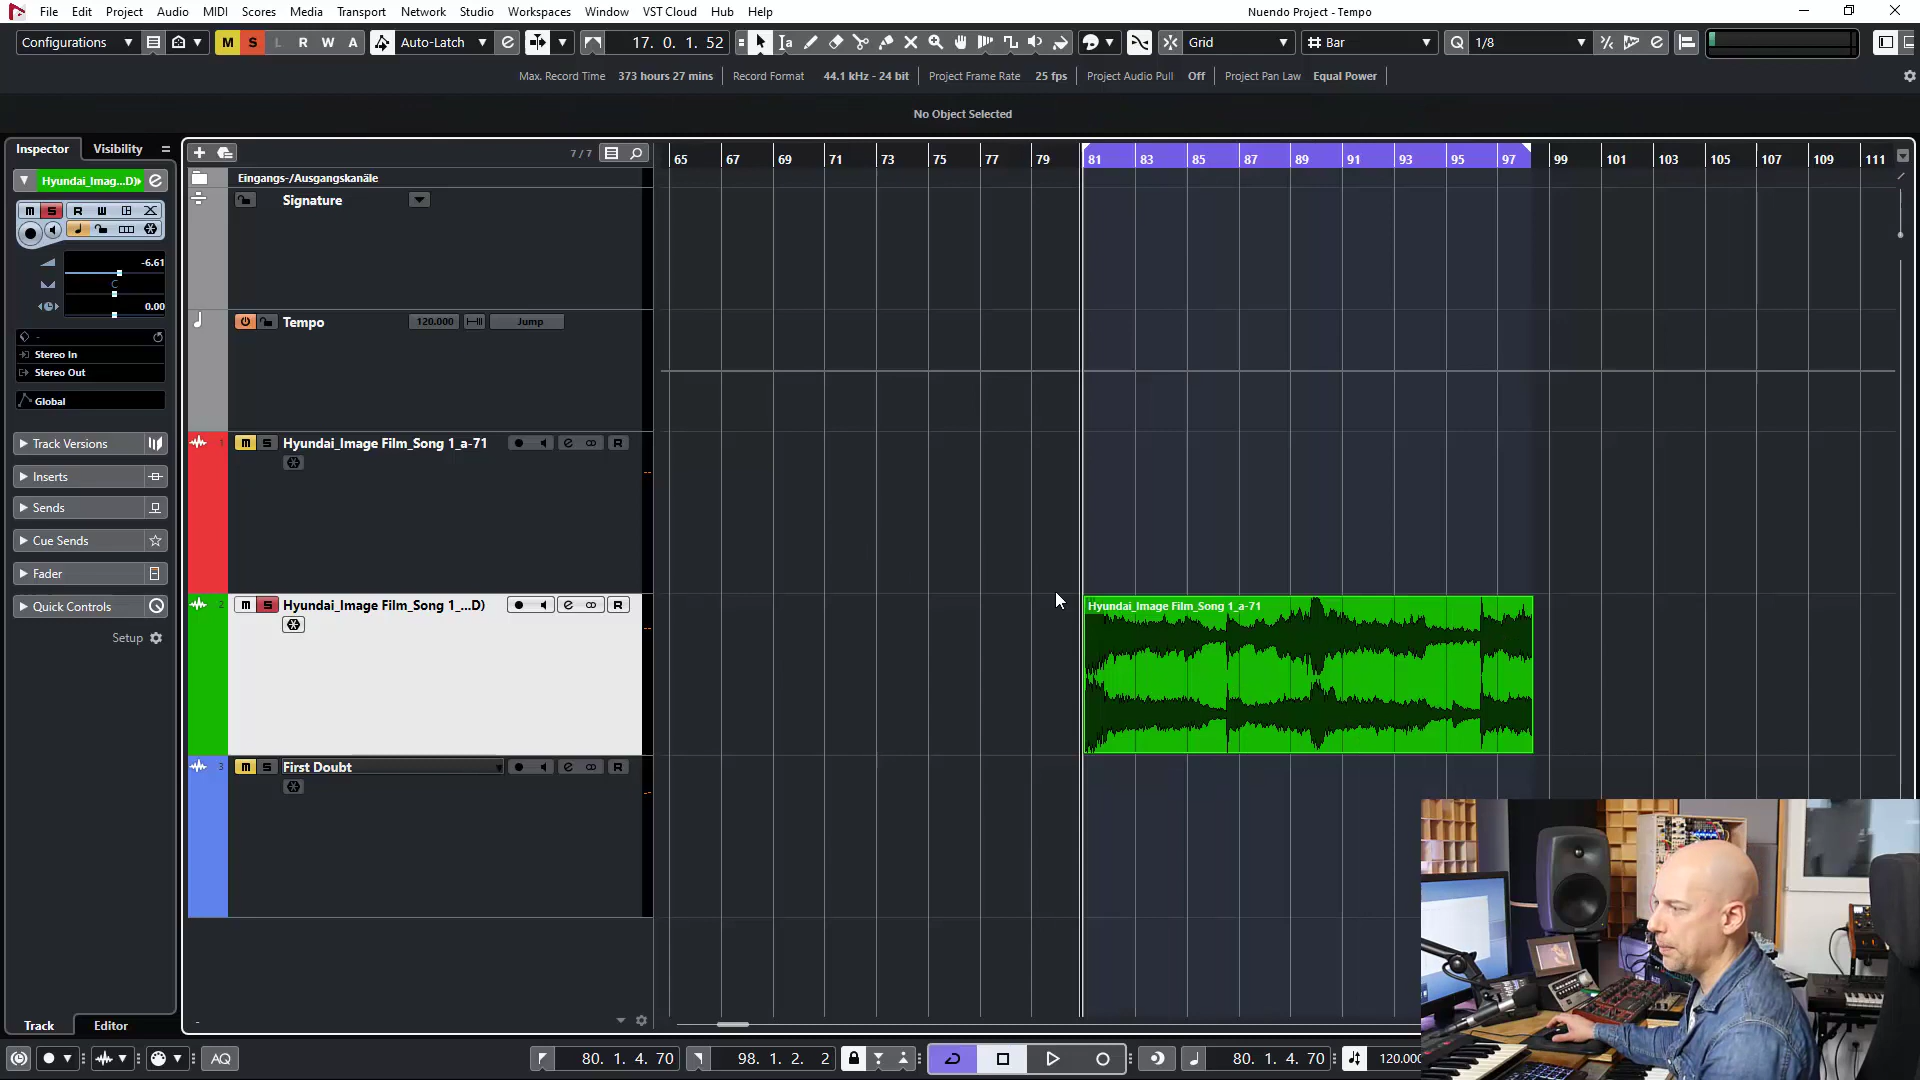 File Edit Project Audio MIDI Scores Media Transport Network Studio Workspaces Window VST Cloud Hub Help Nuendo Project - Tempo
Configurations M S L R W A Auto-Latch 17. 0. 1. 52 Grid Bar Q 1/8
Max. Record Time 373 hours 27 mins Record Format 44.1 kHz - 24 bit Project Frame Rate 25 fps Project Audio Pull Off Project Pan Law Equal Power
No Object Selected
Inspector Visibility
7 / 7
65 67 69 71 73 75 77 79 81 83 85 87 89 91 93 95 97 99 101 103 105 107 109 111
Hyundai_Imag...D)
Eingangs-/Ausgangskanäle
Signature
M S R W
-6.61
C
0.00
Tempo 120.000 Jump
-
Stereo In
Stereo Out
Global
Track Versions
Inserts
Sends
Cue Sends
Fader
Quick Controls
Setup
1 M S Hyundai_Image Film_Song 1_a-71 R
2 M S Hyundai_Image Film_Song 1_...D) R
Hyundai_Image Film_Song 1_a-71
3 M S First Doubt R
Track Editor
AQ 80. 1. 4. 70 98. 1. 2. 2 80. 1. 4. 70 120.000